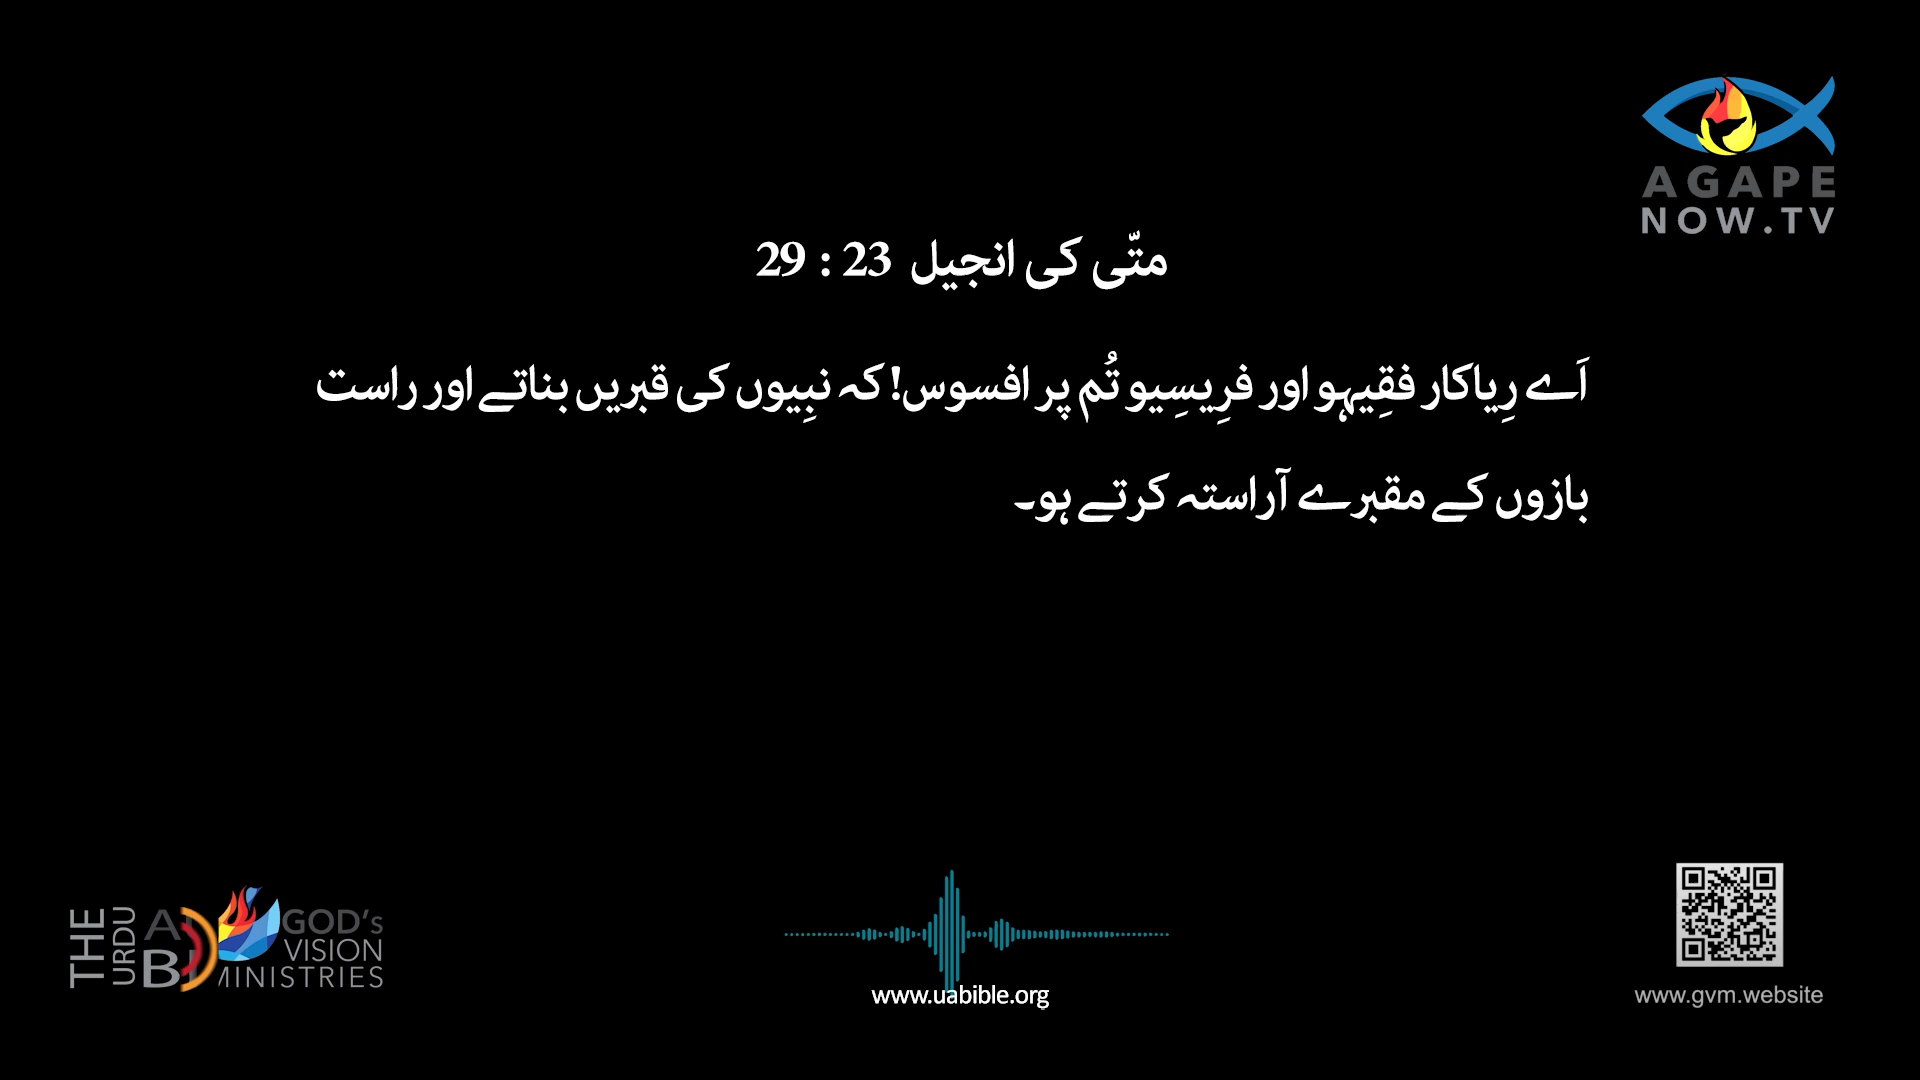 AGAPE
NOW.TV
متّی کی انجیل 23 : 29
اَے رِیاکار فقِیہو اور فرِیسِیو تُم پر افسوس! کہ نبِیوں کی قبریں بناتے اور راست
بازوں کے مقبرے آراستہ کرتے ہو۔
THE
URDU
GOD's
VISION
MINISTRIES
www.uabible.org
www.gvm.website